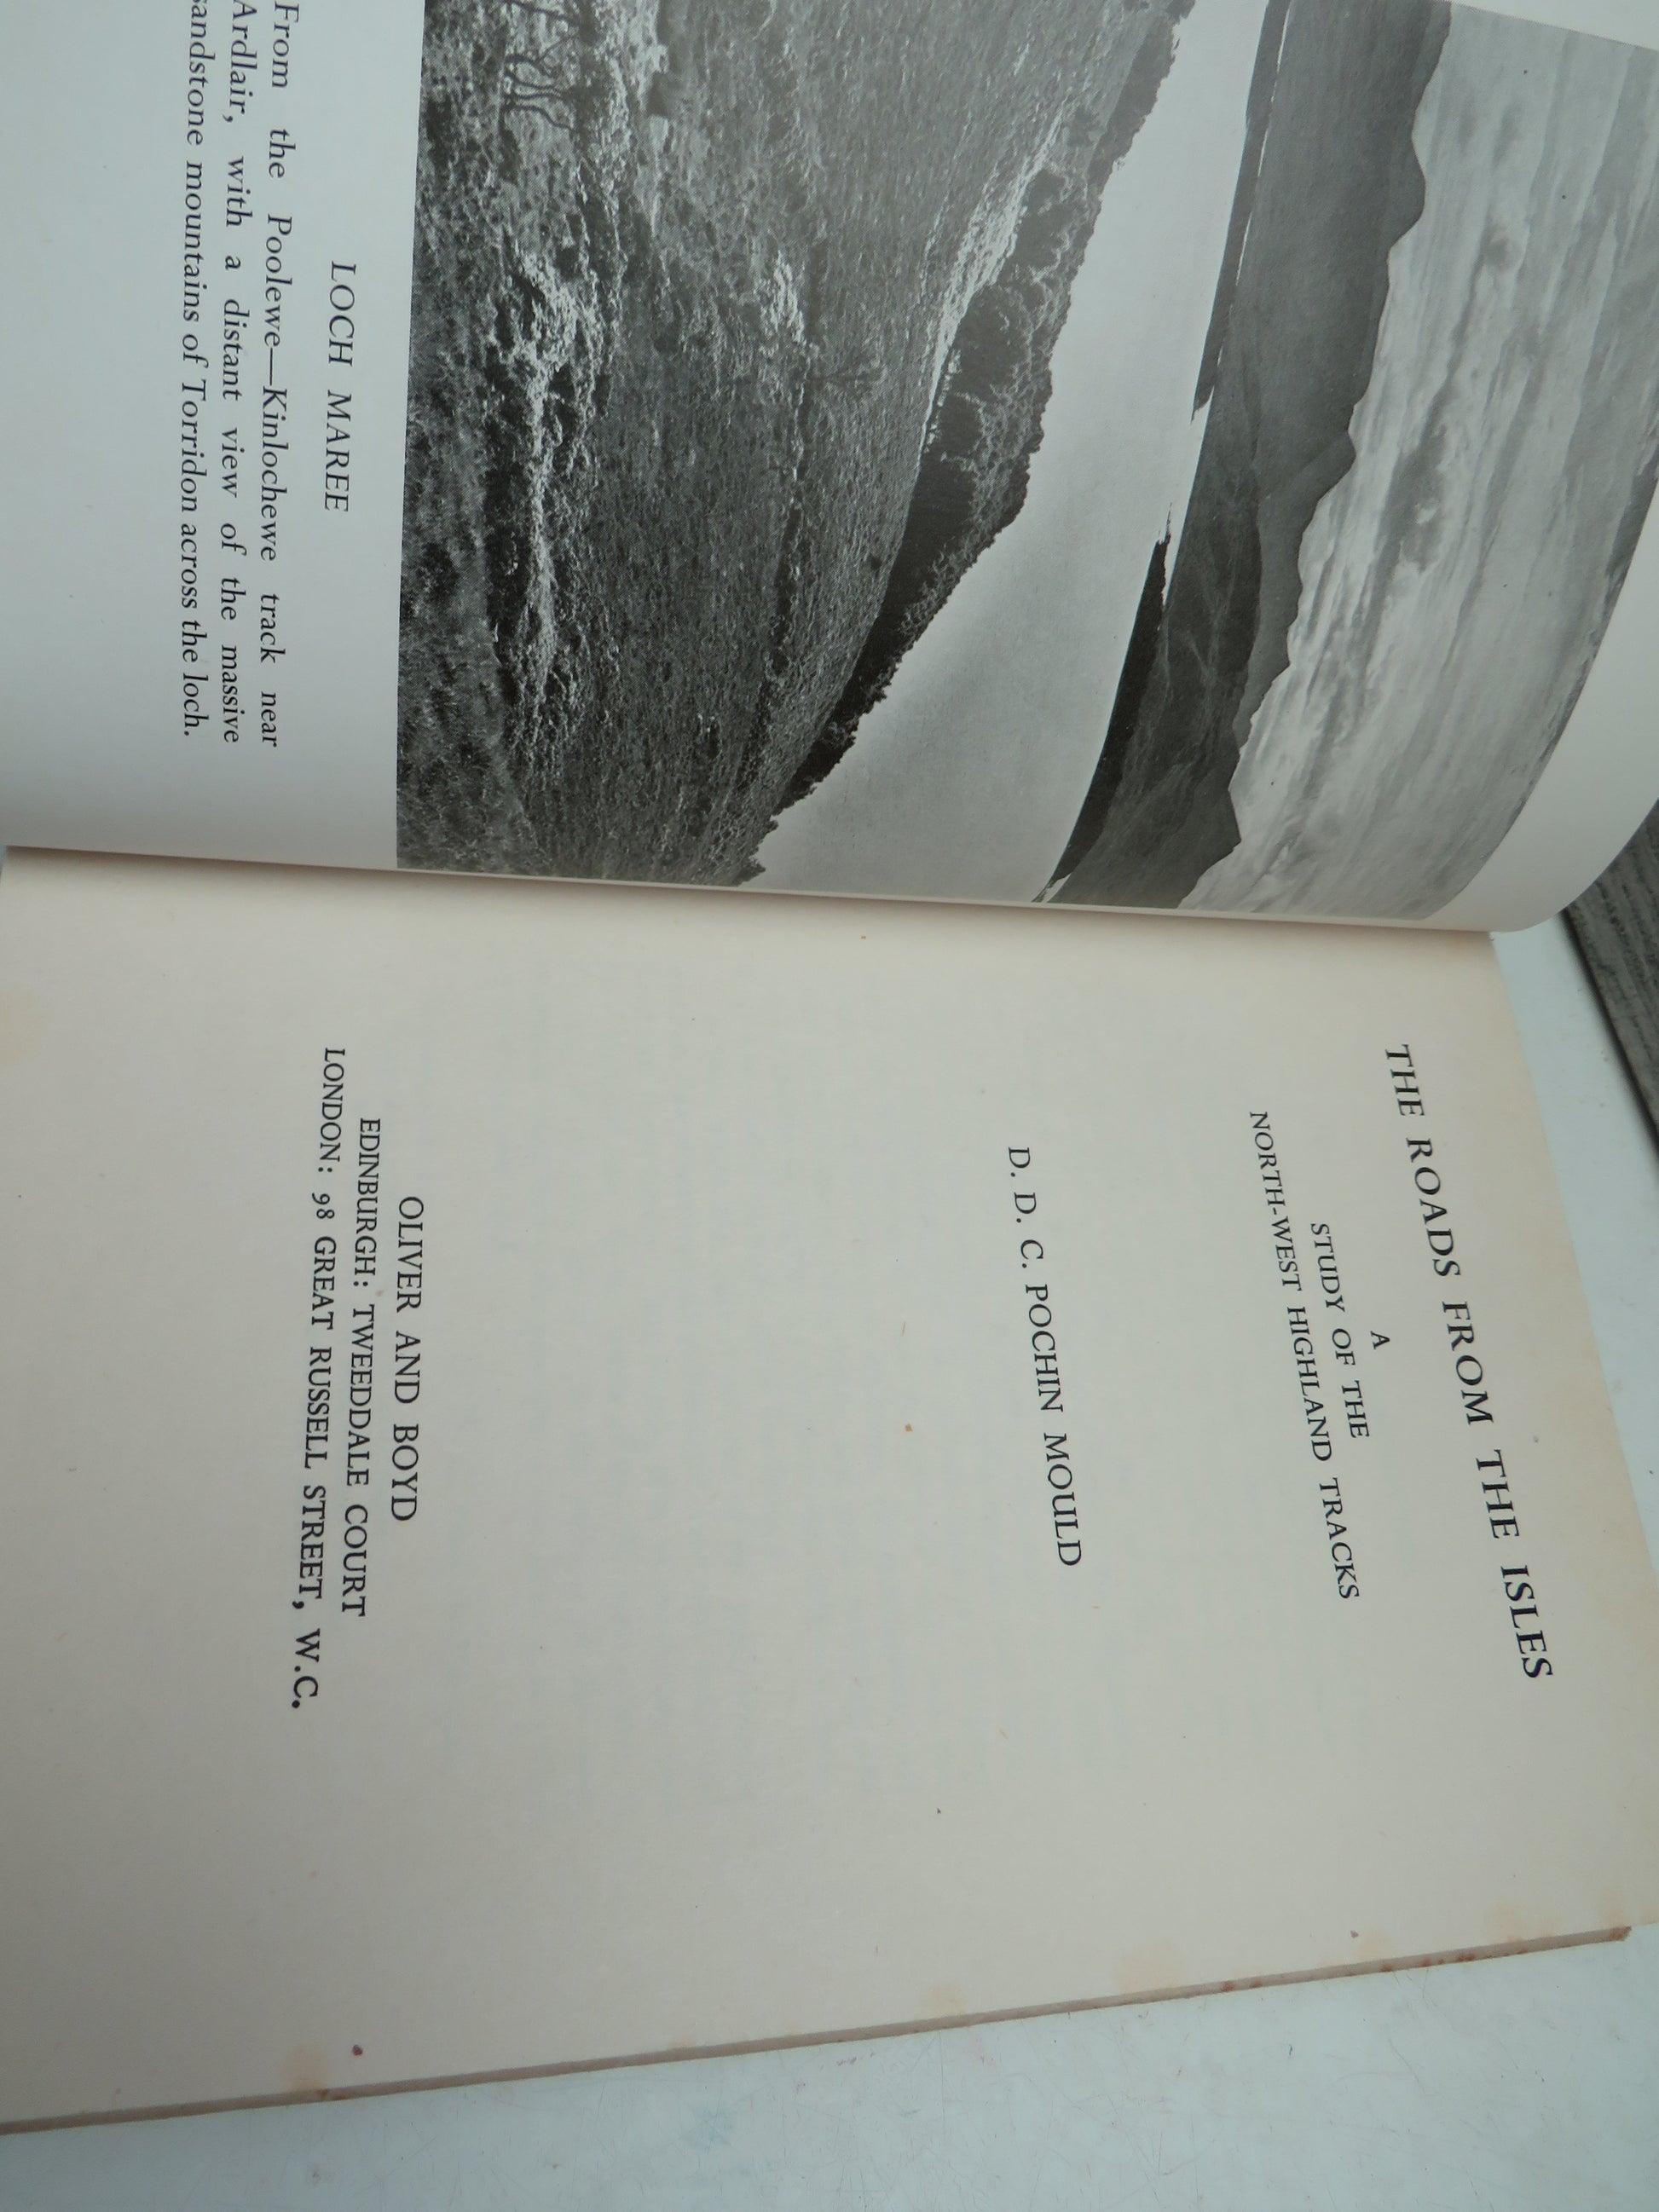 LOCH MAREE
From the Poolewe—Kinlochewe track near
Ardlair, with a distant view of the massive
sandstone mountains of Torridon across the loch.
THE ROADS FROM THE ISLES
A
STUDY OF THE
NORTH-WEST HIGHLAND TRACKS
D. D. C. POCHIN MOULD
OLIVER AND BOYD
EDINBURGH: TWEEDDALE COURT
LONDON: 98 GREAT RUSSELL STREET, W.C.